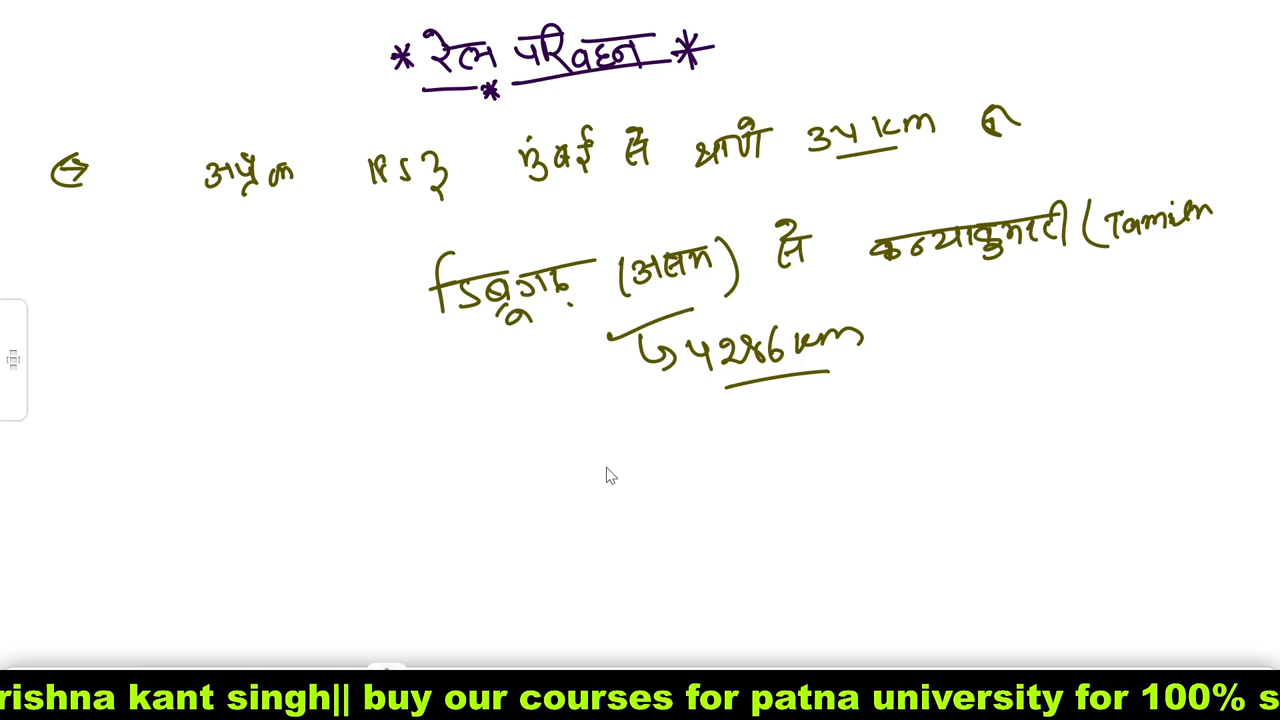 * रेल परिवहन *
*
⇒ अप्रैल 1853 मुंबई से थाणे 34 km
डिब्रूगढ़ (असम) से कन्याकुमारी (Tamiln
↳ 4286 km
rishna kant singh|| buy our courses for patna university for 100% s